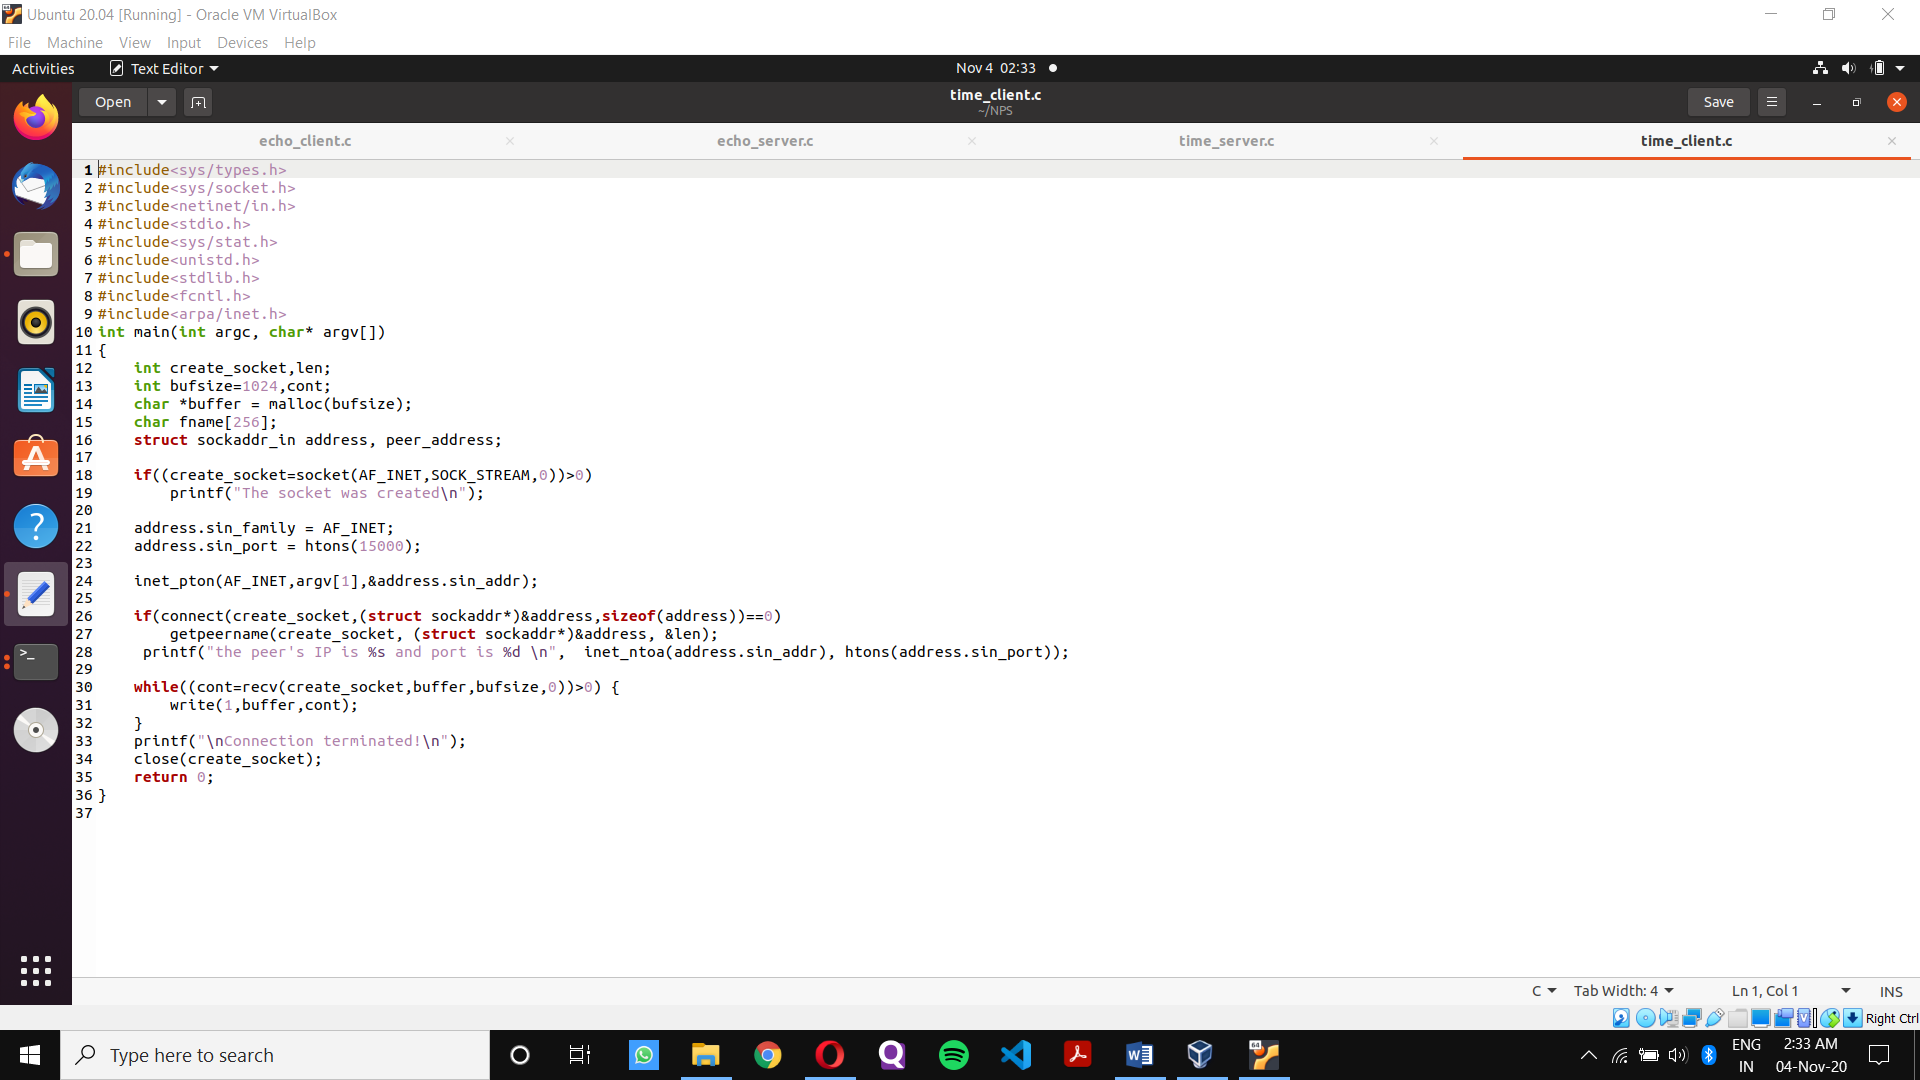 Ubuntu 20.04 [Running] - Oracle VM VirtualBox
File Machine View Input Devices Help
Activities Text Editor Nov 4 02:33
Open time_client.c Save
~/NPS
echo_client.c echo_server.c time_server.c time_client.c
1 #include<sys/types.h>
2 #include<sys/socket.h>
3 #include<netinet/in.h>
4 #include<stdio.h>
5 #include<sys/stat.h>
6 #include<unistd.h>
7 #include<stdlib.h>
8 #include<fcntl.h>
9 #include<arpa/inet.h>
10 int main(int argc, char* argv[])
11 {
12     int create_socket,len;
13     int bufsize=1024,cont;
14     char *buffer = malloc(bufsize);
15     char fname[256];
16     struct sockaddr_in address, peer_address;
17
18     if((create_socket=socket(AF_INET,SOCK_STREAM,0))>0)
19         printf("The socket was created\n");
20
21     address.sin_family = AF_INET;
22     address.sin_port = htons(15000);
23
24     inet_pton(AF_INET,argv[1],&address.sin_addr);
25
26     if(connect(create_socket,(struct sockaddr*)&address,sizeof(address))==0)
27         getpeername(create_socket, (struct sockaddr*)&address, &len);
28      printf("the peer's IP is %s and port is %d \n",  inet_ntoa(address.sin_addr), htons(address.sin_port));
29
30     while((cont=recv(create_socket,buffer,bufsize,0))>0) {
31         write(1,buffer,cont);
32     }
33     printf("\nConnection terminated!\n");
34     close(create_socket);
35     return 0;
36 }
37
C Tab Width: 4 Ln 1, Col 1 INS
Right Ctrl
Type here to search
ENG 2:33 AM
IN 04-Nov-20